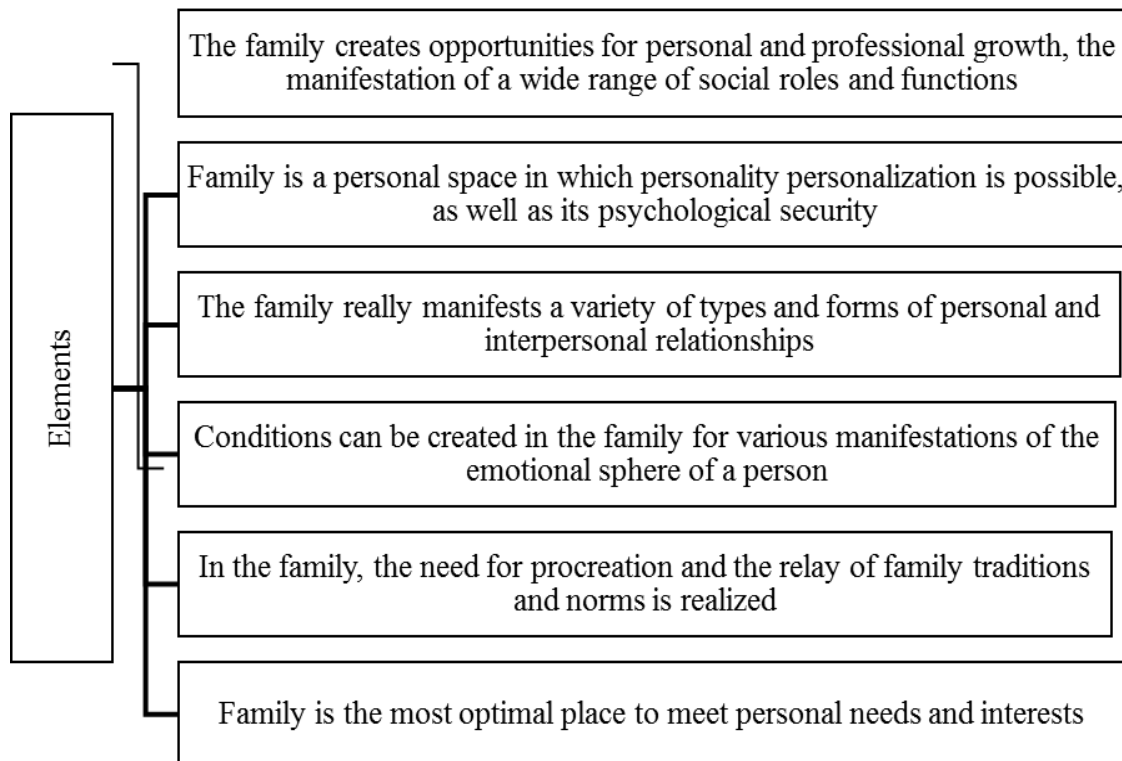 Elements
The family creates opportunities for personal and professional growth, the
manifestation of a wide range of social roles and functions
Family is a personal space in which personality personalization is possible,
as well as its psychological security
The family really manifests a variety of types and forms of personal and
interpersonal relationships
Conditions can be created in the family for various manifestations of the
emotional sphere of a person
In the family, the need for procreation and the relay of family traditions
and norms is realized
Family is the most optimal place to meet personal needs and interests